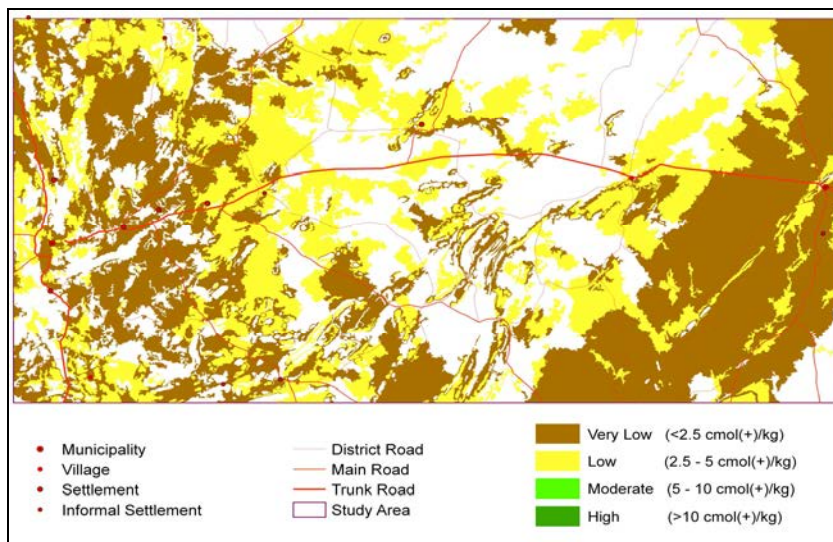 Municipality
Village
Settlement
Informal Settlement
District Road
Main Road
Trunk Road
Study Area
Very Low (<2.5 cmol(+)/kg)
Low (2.5 - 5 cmol(+)/kg)
Moderate (5 - 10 cmol(+)/kg)
High (>10 cmol(+)/kg)